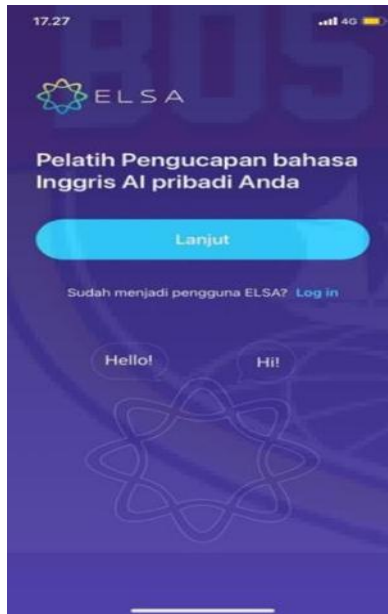 17.27 4G
BOS
ELSA
Pelatih Pengucapan bahasa
Inggris AI pribadi Anda
Lanjut
Sudah menjadi pengguna ELSA? Log in
Hello! Hi!